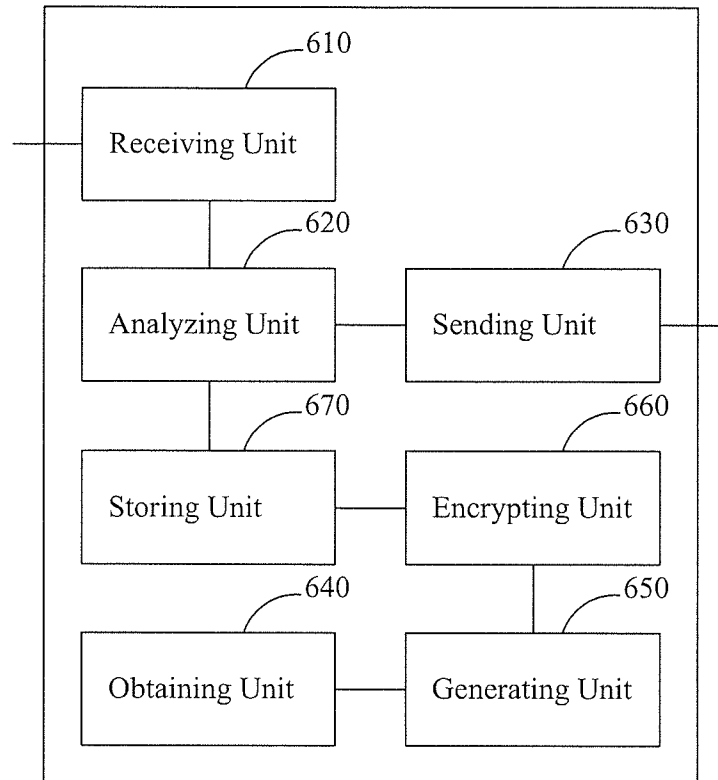 610
Receiving Unit
620
630
Analyzing Unit
Sending Unit
670
660
Storing Unit
Encrypting Unit
640
650
Obtaining Unit
Generating Unit